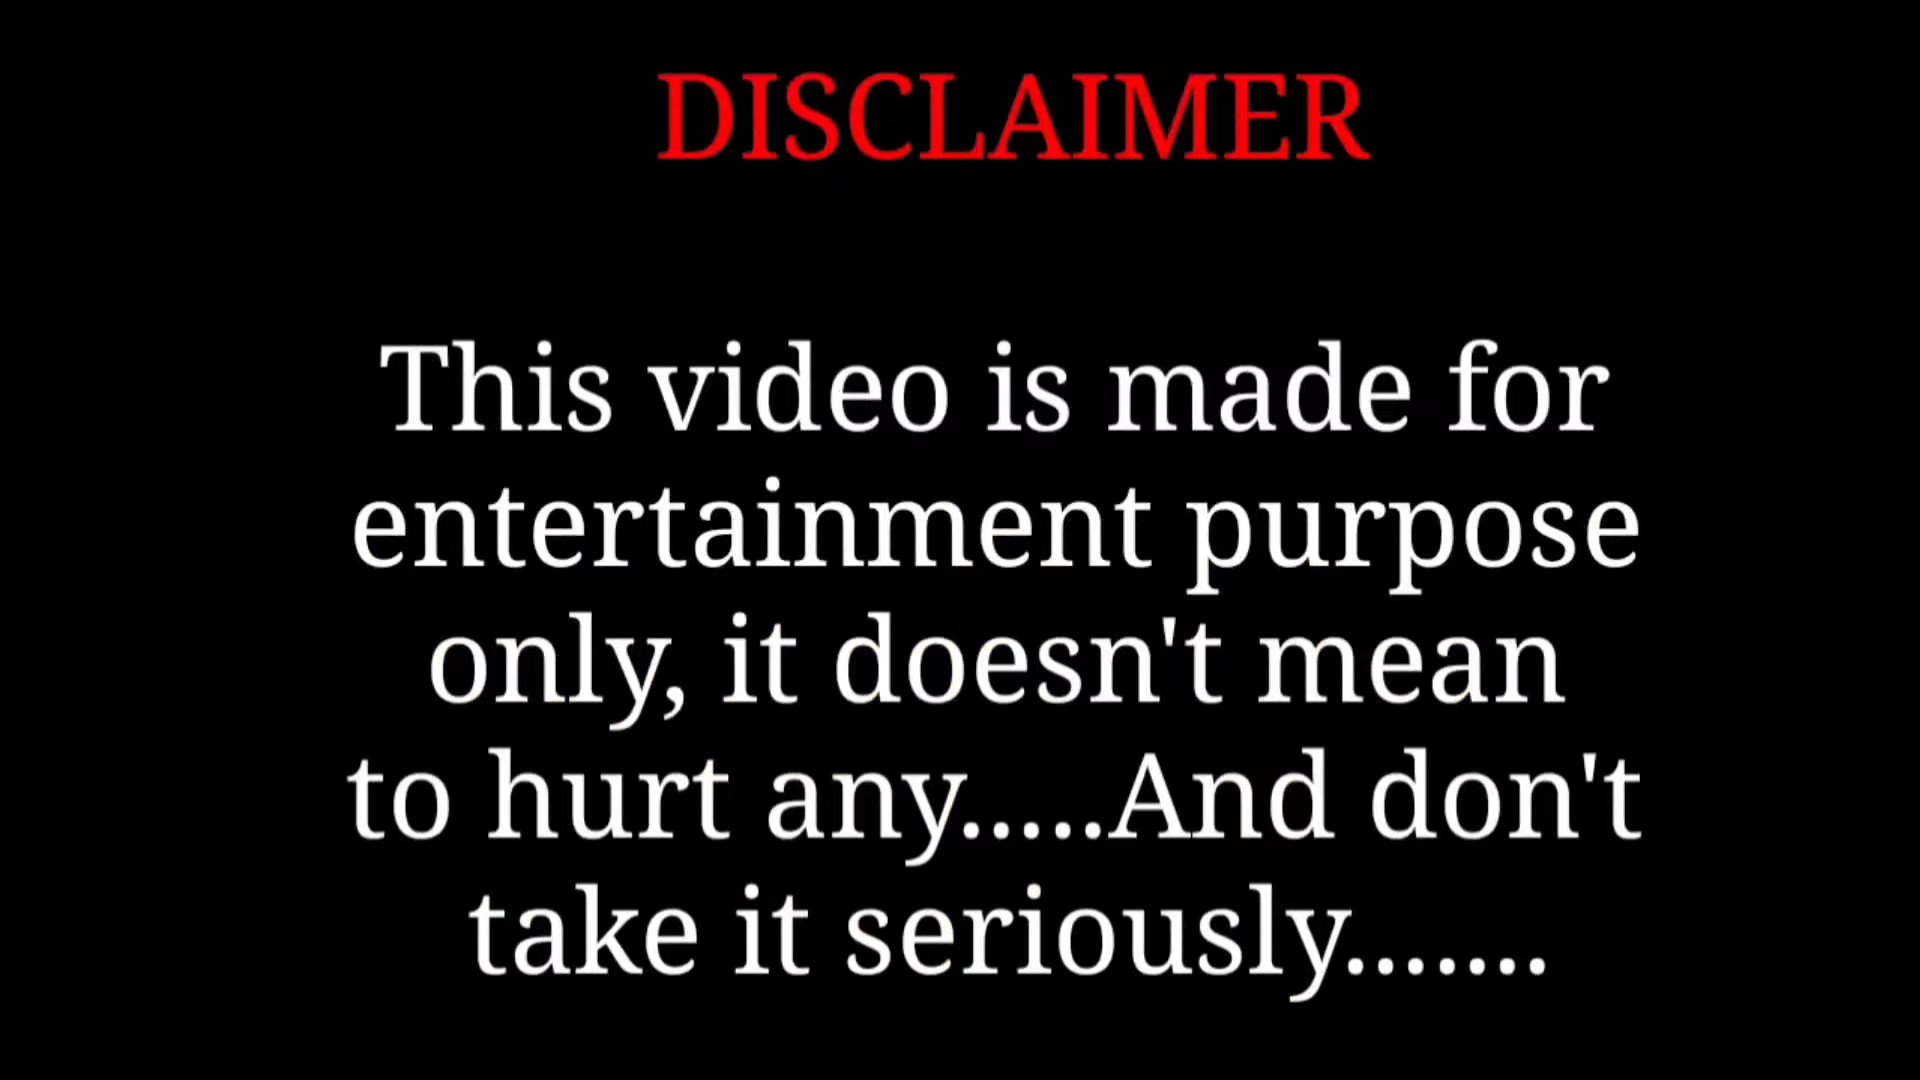 DISCLAIMER
This video is made for
entertainment purpose
only, it doesn't mean
to hurt any.....And don't
take it seriously.......